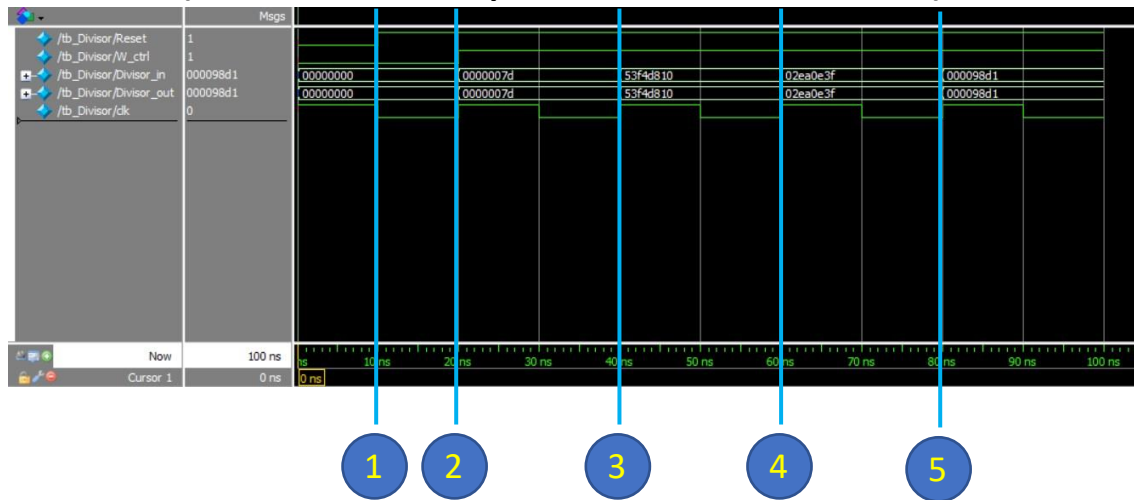 Msgs
/tb_Divisor/Reset 1
/tb_Divisor/W_ctrl 1
/tb_Divisor/Divisor_in 000098d1 00000000 0000007d 53f4d810 02ea0e3f 000098d1
/tb_Divisor/Divisor_out 000098d1 00000000 0000007d 53f4d810 02ea0e3f 000098d1
/tb_Divisor/clk 0
Now 100 ns ns 10 ns 20 ns 30 ns 40 ns 50 ns 60 ns 70 ns 80 ns 90 ns 100 ns
Cursor 1 0 ns 0 ns
1 2 3 4 5